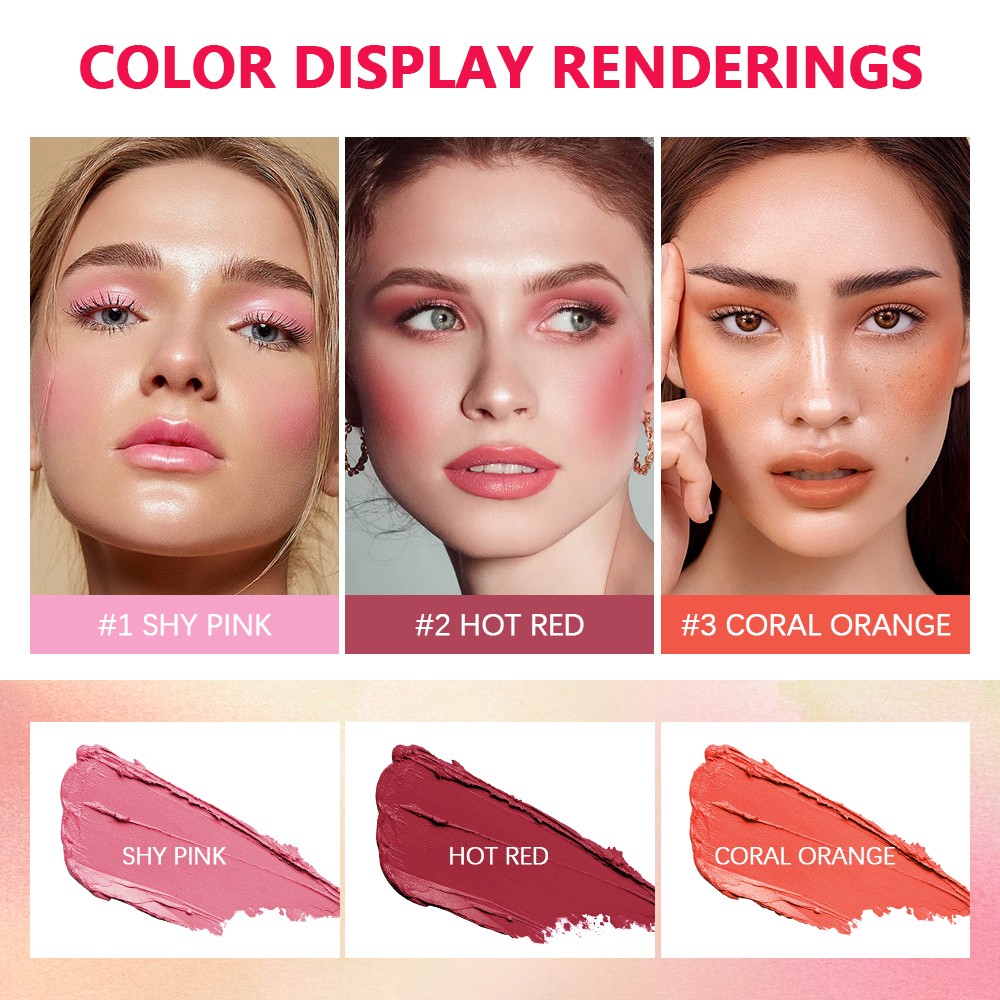 COLOR DISPLAY RENDERINGS
#1 SHY PINK
#2 HOT RED
#3 CORAL ORANGE
SHY PINK
HOT RED
CORAL ORANGE